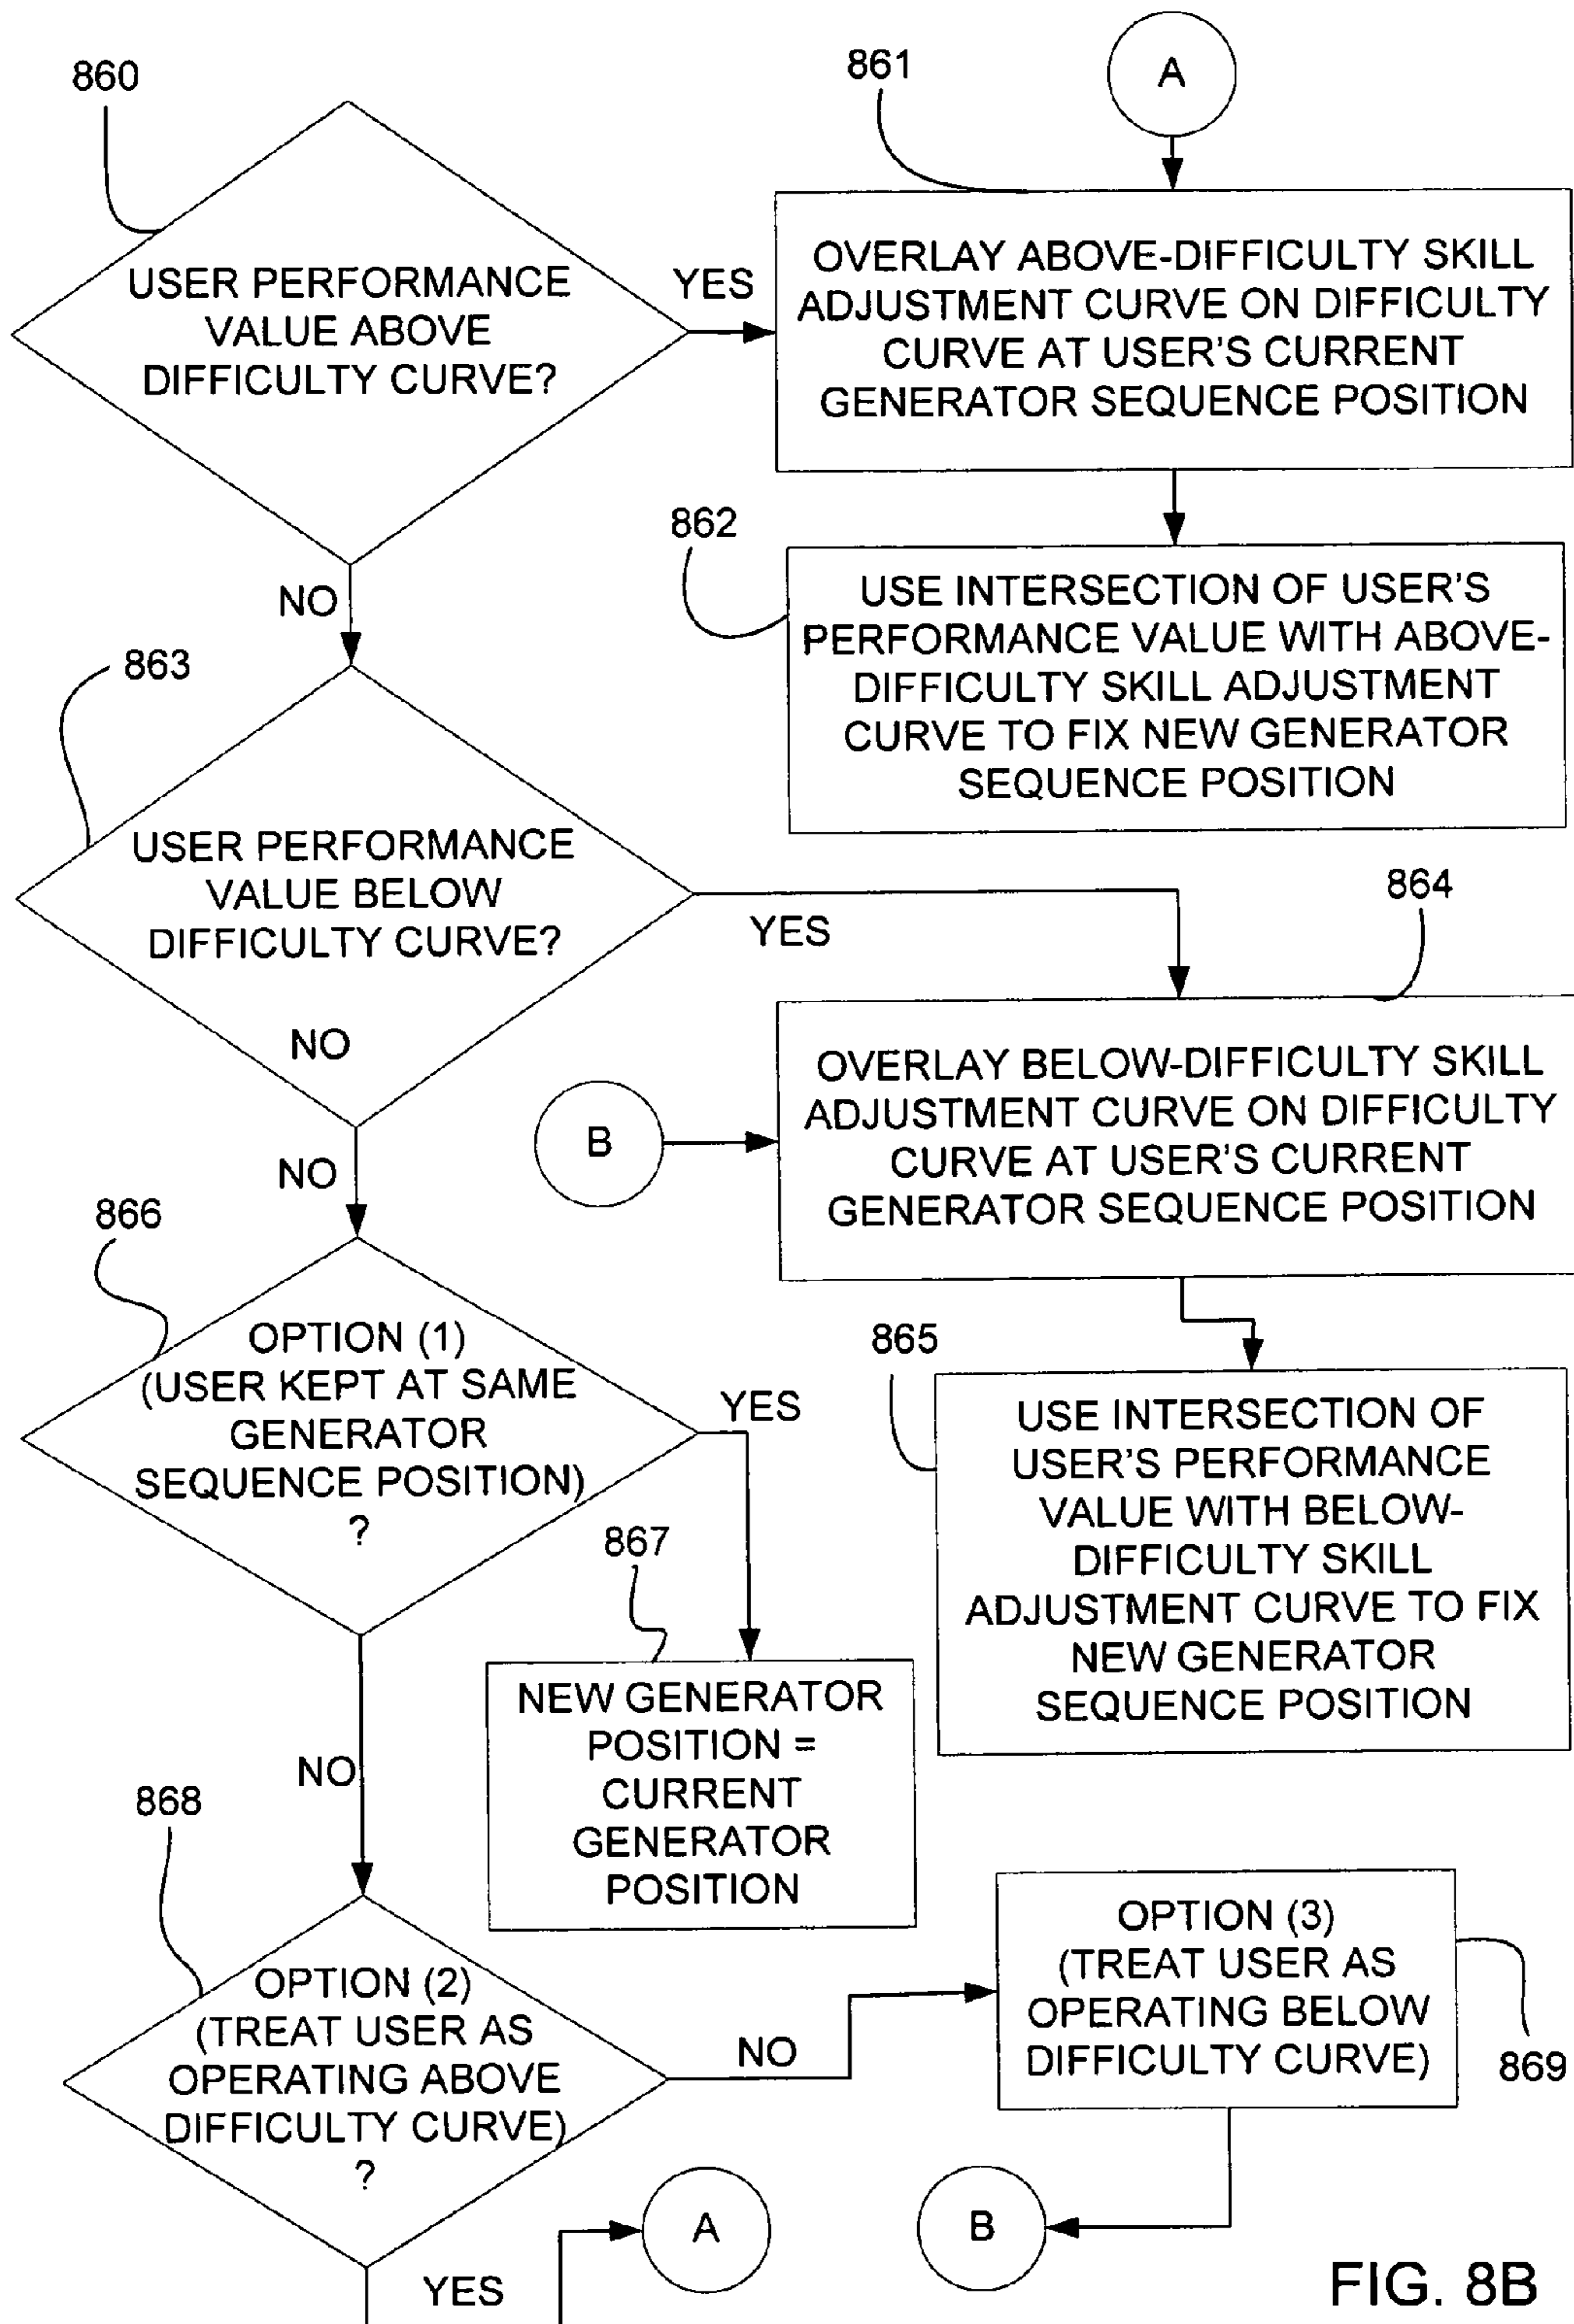 860
861
A
USER PERFORMANCE
VALUE ABOVE
DIFFICULTY CURVE?
YES
OVERLAY ABOVE-DIFFICULTY SKILL
ADJUSTMENT CURVE ON DIFFICULTY
CURVE AT USER'S CURRENT
GENERATOR SEQUENCE POSITION
862
NO
USE INTERSECTION OF USER'S
PERFORMANCE VALUE WITH ABOVE-
DIFFICULTY SKILL ADJUSTMENT
CURVE TO FIX NEW GENERATOR
SEQUENCE POSITION
863
USER PERFORMANCE
VALUE BELOW
DIFFICULTY CURVE?
NO
YES
864
OVERLAY BELOW-DIFFICULTY SKILL
ADJUSTMENT CURVE ON DIFFICULTY
CURVE AT USER'S CURRENT
GENERATOR SEQUENCE POSITION
B
NO
866
OPTION (1)
(USER KEPT AT SAME
GENERATOR
SEQUENCE POSITION)
?
YES
865
USE INTERSECTION OF
USER'S PERFORMANCE
VALUE WITH BELOW-
DIFFICULTY SKILL
ADJUSTMENT CURVE TO FIX
NEW GENERATOR
SEQUENCE POSITION
867
NEW GENERATOR
POSITION =
CURRENT
GENERATOR
POSITION
NO
868
OPTION (2)
(TREAT USER AS
OPERATING ABOVE
DIFFICULTY CURVE)
?
NO
OPTION (3)
(TREAT USER AS
OPERATING BELOW
DIFFICULTY CURVE)
869
YES
A
B
FIG. 8B